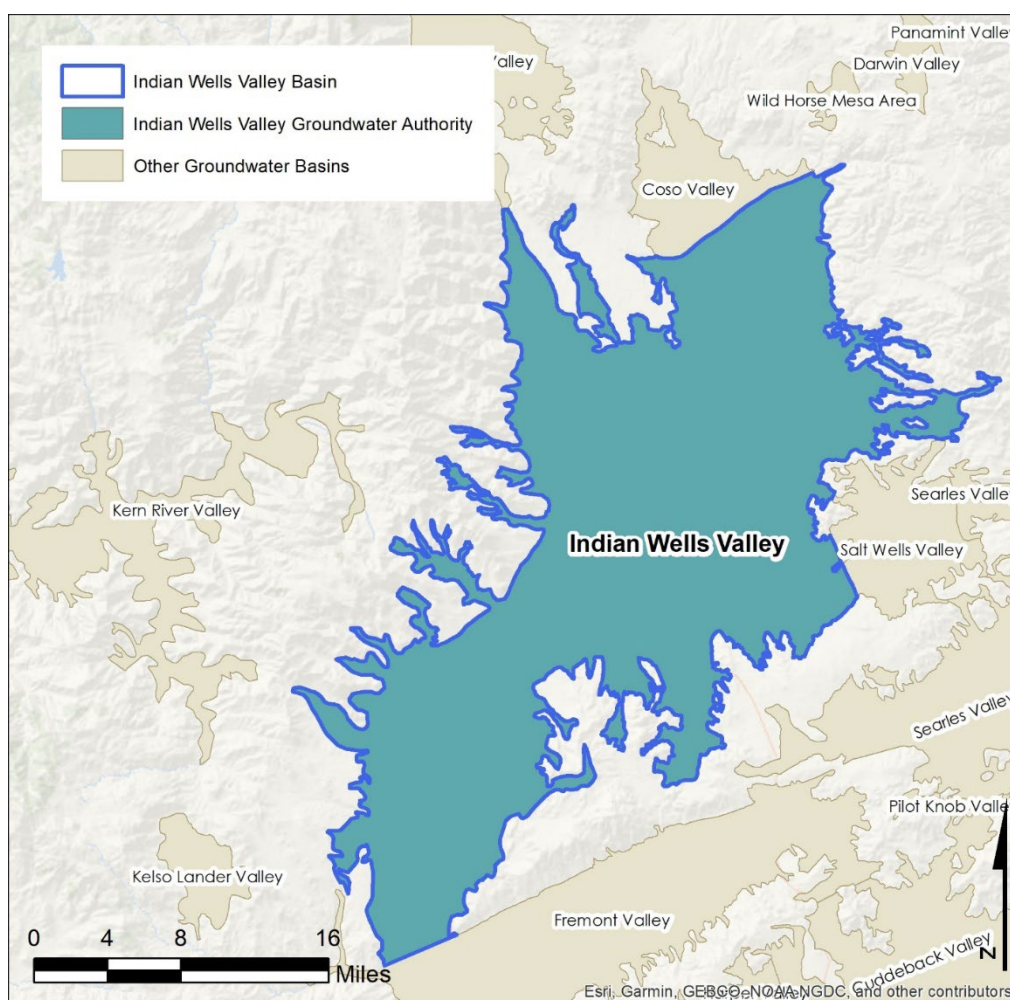 Indian Wells Valley Basin
Indian Wells Valley Groundwater Authority
Other Groundwater Basins
Valley
Panamint Valley
Darwin Valley
Wild Horse Mesa Area
Coso Valley
Kern River Valley
Searles Valley
Indian Wells Valley
Salt Wells Valley
Searles Valley
Pilot Knob Valley
Kelso Lander Valley
Fremont Valley
Cuddeback Valley
0 4 8 16
Miles
N
Esri, Garmin, GEBCO, NOAA NGDC, and other contributors